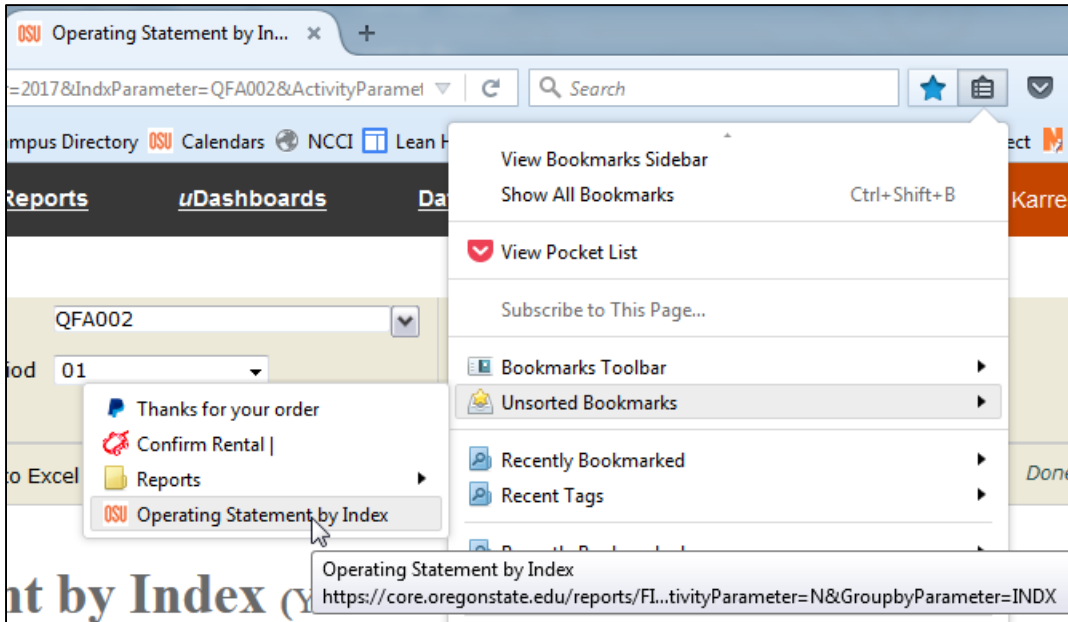 OSU Operating Statement by In... ×  +
r=2017&IndxParameter=QFA002&ActivityParamet
Search
mpus Directory OSU Calendars NCCI Lean H
ect
Reports uDashboards Da
Karre
View Bookmarks Sidebar
Show All Bookmarks Ctrl+Shift+B
View Pocket List
Subscribe to This Page...
QFA002
iod 01
Bookmarks Toolbar
Unsorted Bookmarks
Thanks for your order
Confirm Rental |
Reports
OSU Operating Statement by Index
Recently Bookmarked
Recent Tags
to Excel
Done
Operating Statement by Index
https://core.oregonstate.edu/reports/FI...tivityParameter=N&GroupbyParameter=INDX
nt by Index (Y